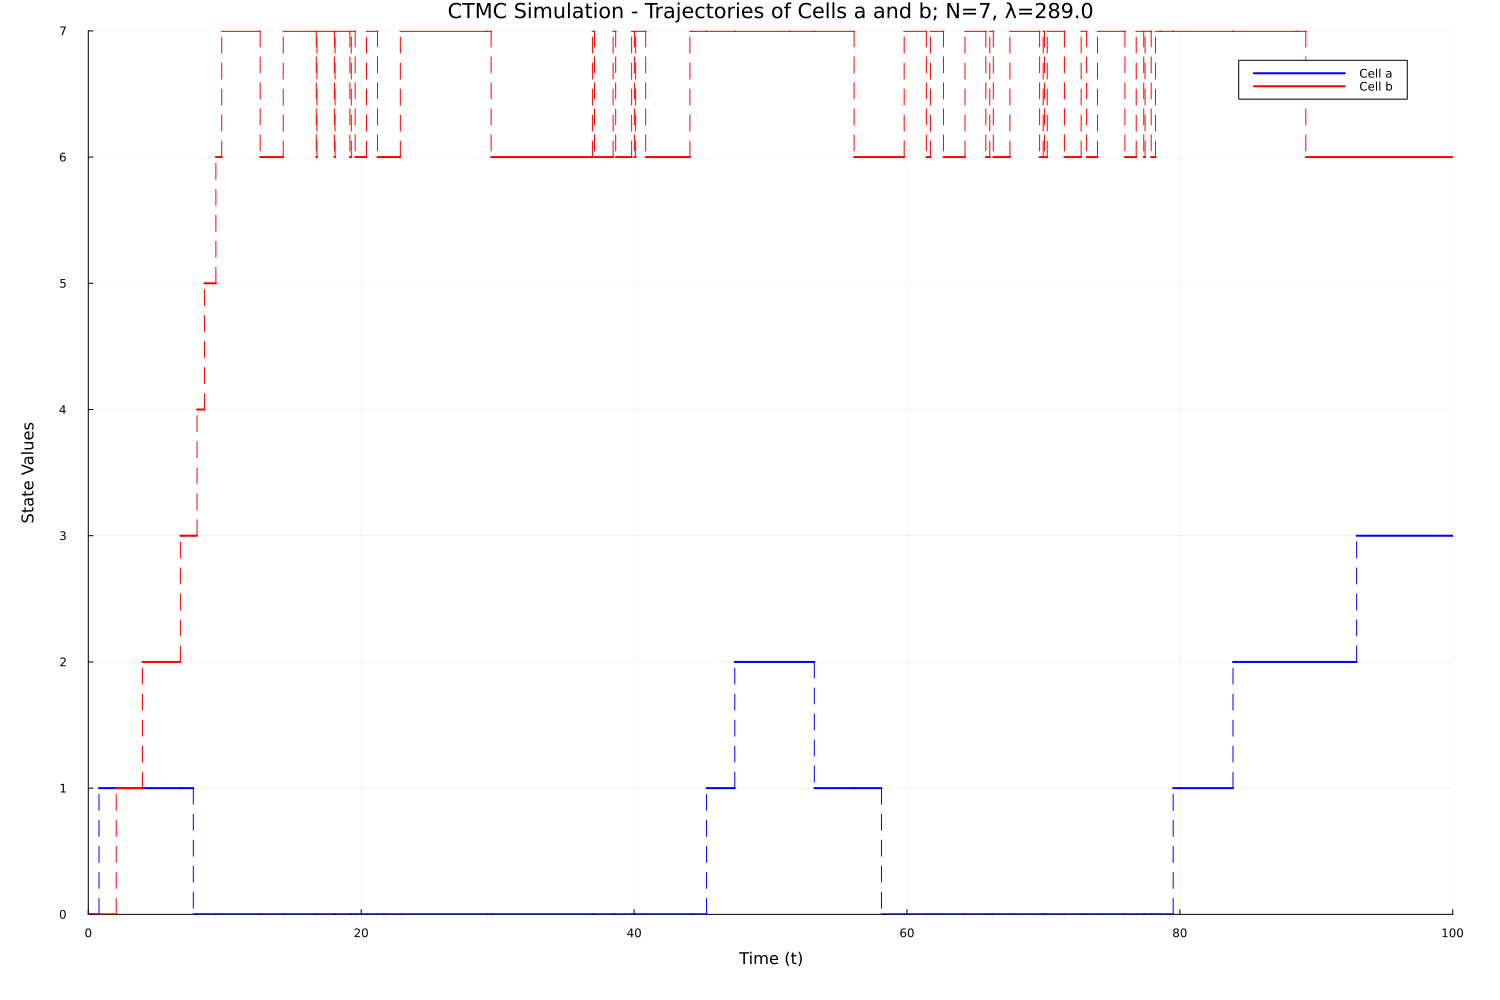 CTMC Simulation - Trajectories of Cells a and b; N=7, λ=289.0
7
6
5
4
3
2
1
0
State Values
Cell a
Cell b
0 20 40 60 80 100
Time (t)